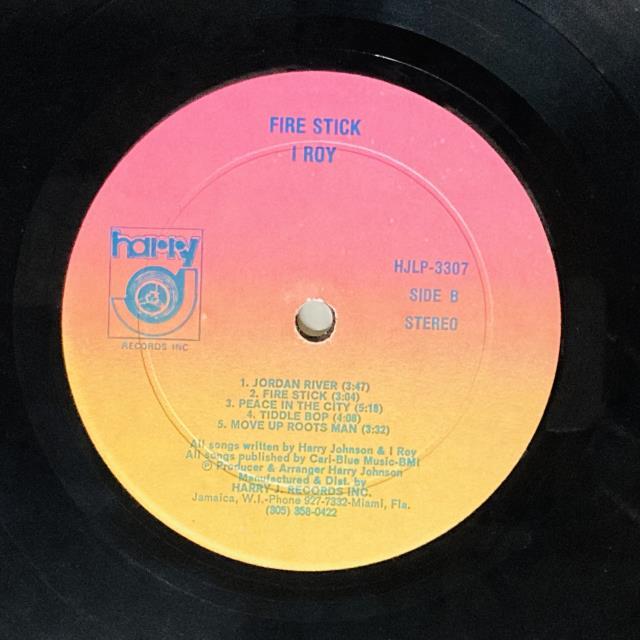 FIRE STICK
I ROY
harry
J
RECORDS INC
HJLP-3307
SIDE B
STEREO
1. JORDAN RIVER (3:47)
2. FIRE STICK (3:04)
3. PEACE IN THE CITY (5:18)
4. TIDDLE BOP (4:08)
5. MOVE UP ROOTS MAN (3:32)
All songs written by Harry Johnson & I Roy
All songs published by Cari-Blue Music-BMI
℗ Producer & Arranger Harry Johnson
Manufactured & Dist. by
HARRY J. RECORDS INC.
Jamaica, W.I.-Phone 927-7332-Miami, Fla.
(305) 358-0422